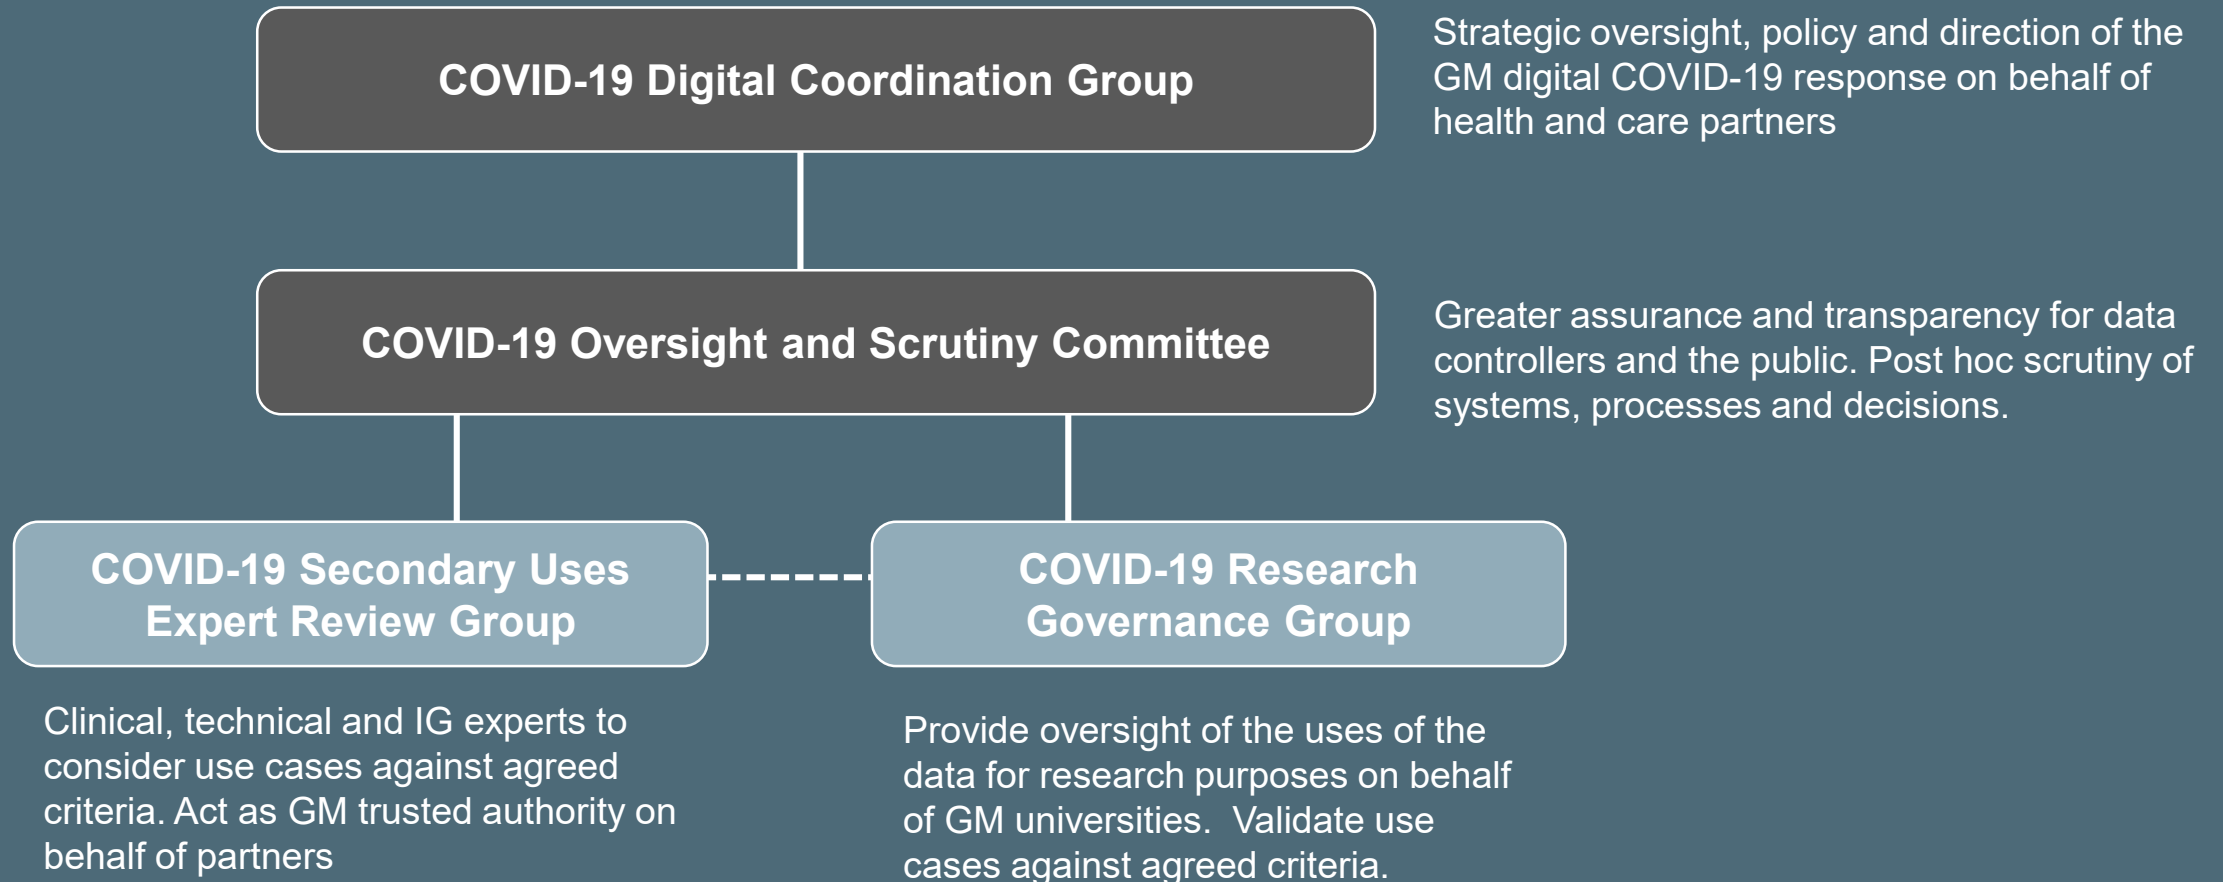 COVID-19 Digital Coordination Group
Strategic oversight, policy and direction of the
GM digital COVID-19 response on behalf of
health and care partners
COVID-19 Oversight and Scrutiny Committee
Greater assurance and transparency for data
controllers and the public. Post hoc scrutiny of
systems, processes and decisions.
COVID-19 Secondary Uses
Expert Review Group
Clinical, technical and IG experts to
consider use cases against agreed
criteria. Act as GM trusted authority on
behalf of partners
COVID-19 Research
Governance Group
Provide oversight of the uses of the
data for research purposes on behalf
of GM universities.  Validate use
cases against agreed criteria.